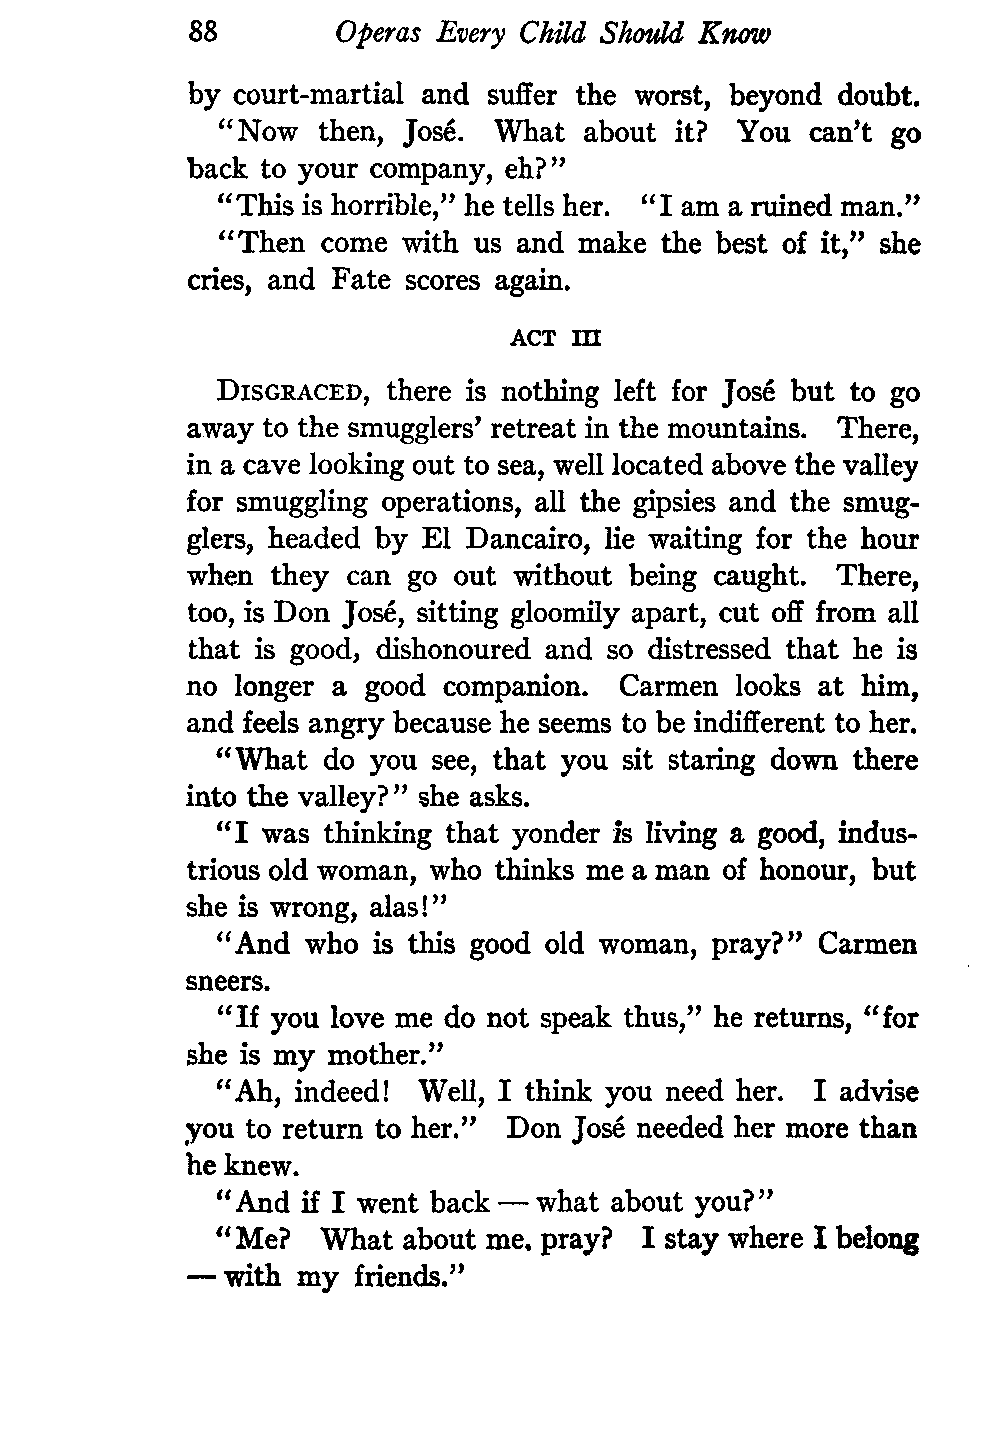 88 Operas Every Child Should Know
by court-martial and suffer the worst, beyond doubt.
"Now then, José. What about it? You can't go
back to your company, eh?"
"This is horrible," he tells her. "I am a ruined man."
"Then come with us and make the best of it," she
cries, and Fate scores again.
ACT III
DISGRACED, there is nothing left for José but to go
away to the smugglers' retreat in the mountains. There,
in a cave looking out to sea, well located above the valley
for smuggling operations, all the gipsies and the smug-
glers, headed by El Dancairo, lie waiting for the hour
when they can go out without being caught. There,
too, is Don José, sitting gloomily apart, cut off from all
that is good, dishonoured and so distressed that he is
no longer a good companion. Carmen looks at him,
and feels angry because he seems to be indifferent to her.
"What do you see, that you sit staring down there
into the valley?" she asks.
"I was thinking that yonder is living a good, indus-
trious old woman, who thinks me a man of honour, but
she is wrong, alas!"
"And who is this good old woman, pray?" Carmen
sneers.
"If you love me do not speak thus," he returns, "for
she is my mother."
"Ah, indeed! Well, I think you need her. I advise
you to return to her." Don José needed her more than
he knew.
"And if I went back — what about you?"
"Me? What about me, pray? I stay where I belong
— with my friends."